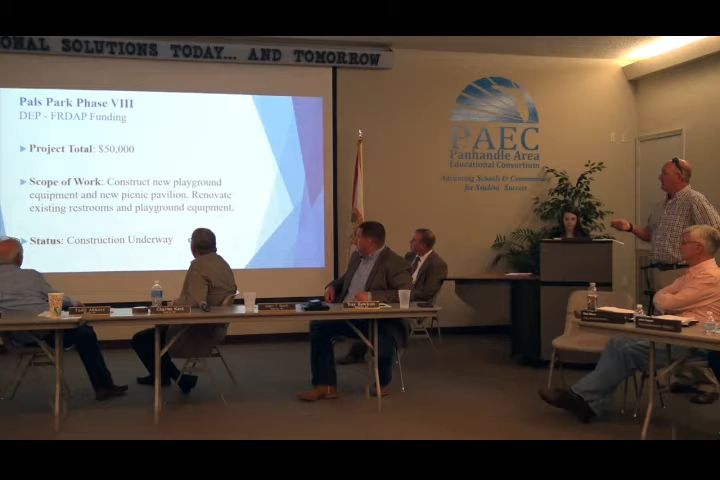 ONAL SOLUTIONS TODAY... AND TOMORROW
Pals Park Phase VIII
DEP - FRDAP Funding
Project Total: $50,000
Scope of Work: Construct new playground
equipment and new picnic pavilion. Renovate
existing restrooms and playground equipment.
Status: Construction Underway
PAEC
Panhandle Area
Educational Consortium
Advancing Schools &
for Student Success